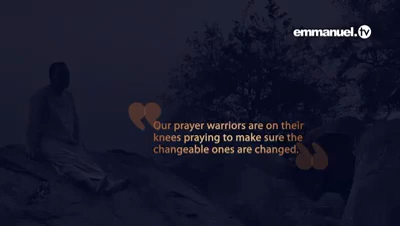 emmanuel.tv
“Our prayer warriors are on their
knees praying to make sure the
changeable ones are changed.”